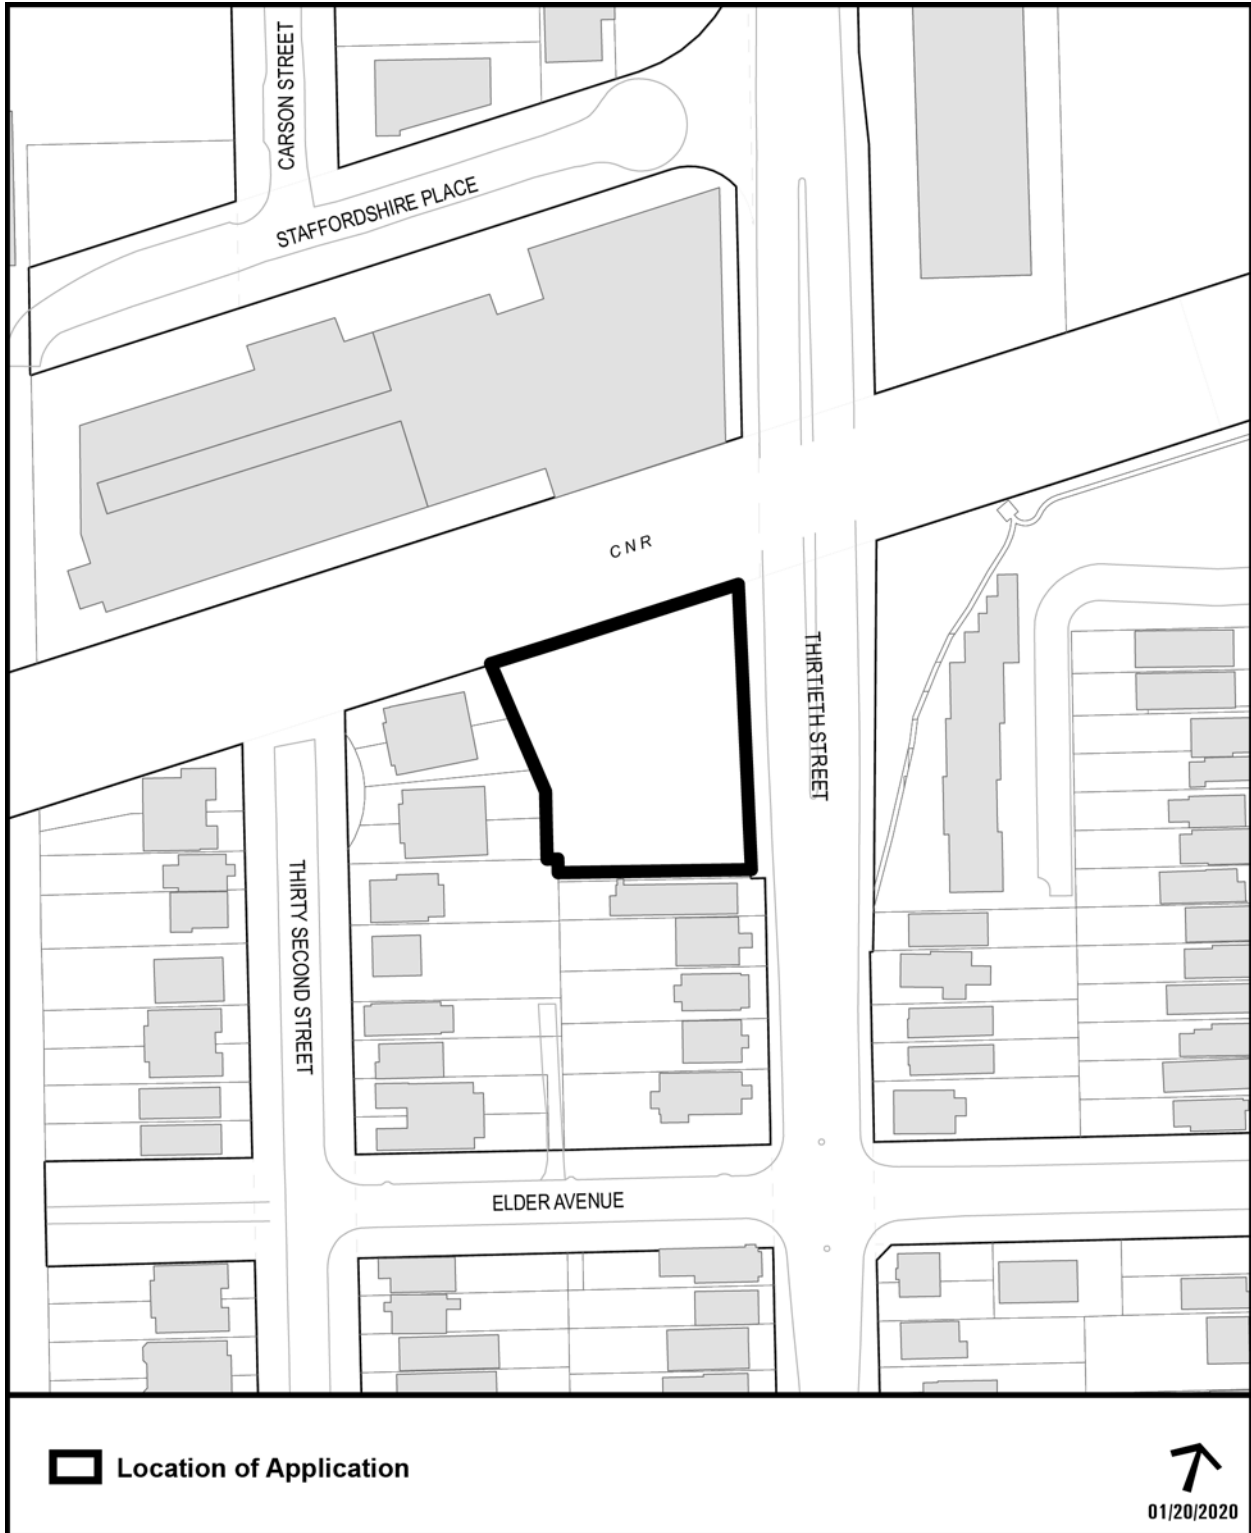 CARSON STREET
STAFFORDSHIRE PLACE
CNR
THIRTIETH STREET
THIRTY SECOND STREET
ELDER AVENUE
Location of Application
01/20/2020